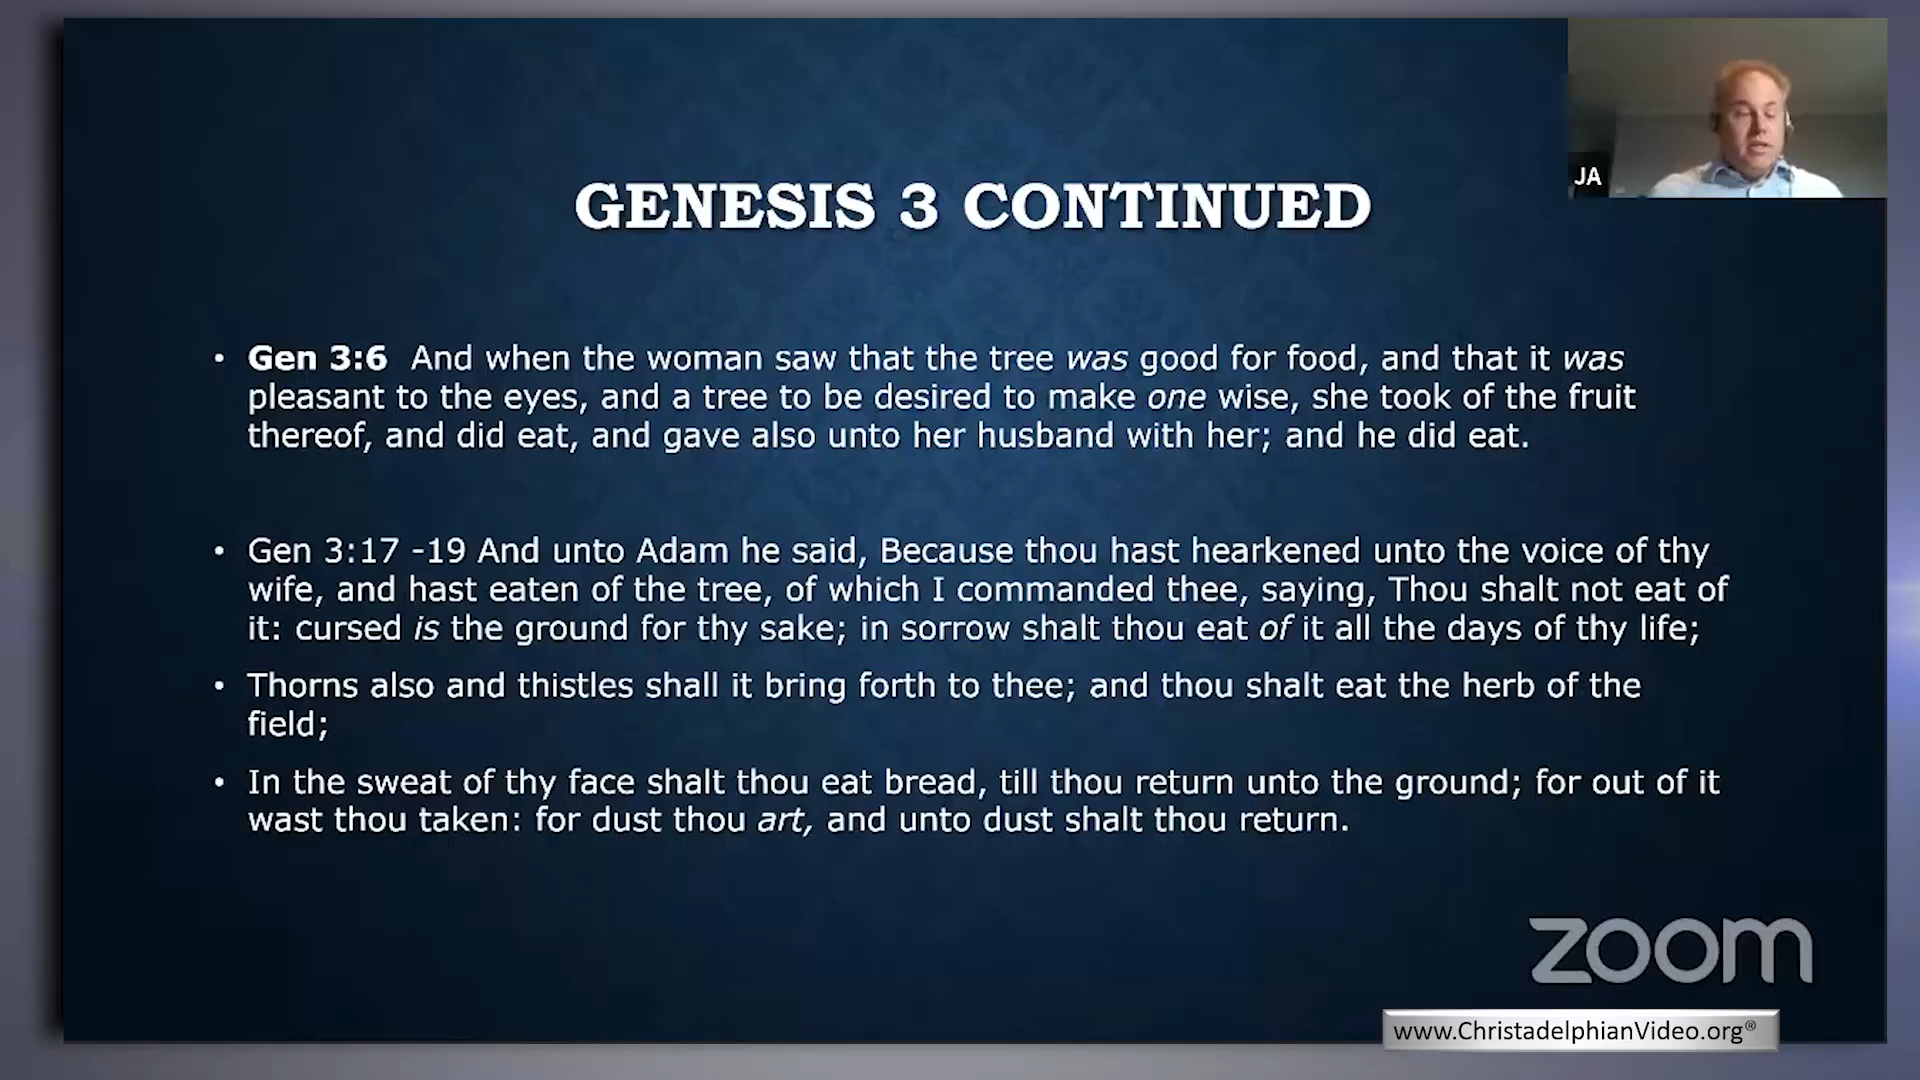 JA
GENESIS 3 CONTINUED
• Gen 3:6 And when the woman saw that the tree was good for food, and that it was
pleasant to the eyes, and a tree to be desired to make one wise, she took of the fruit
thereof, and did eat, and gave also unto her husband with her; and he did eat.
• Gen 3:17 -19 And unto Adam he said, Because thou hast hearkened unto the voice of thy
wife, and hast eaten of the tree, of which I commanded thee, saying, Thou shalt not eat of
it: cursed is the ground for thy sake; in sorrow shalt thou eat of it all the days of thy life;
• Thorns also and thistles shall it bring forth to thee; and thou shalt eat the herb of the
field;
• In the sweat of thy face shalt thou eat bread, till thou return unto the ground; for out of it
wast thou taken: for dust thou art, and unto dust shalt thou return.
zoom
www.ChristadelphianVideo.org®